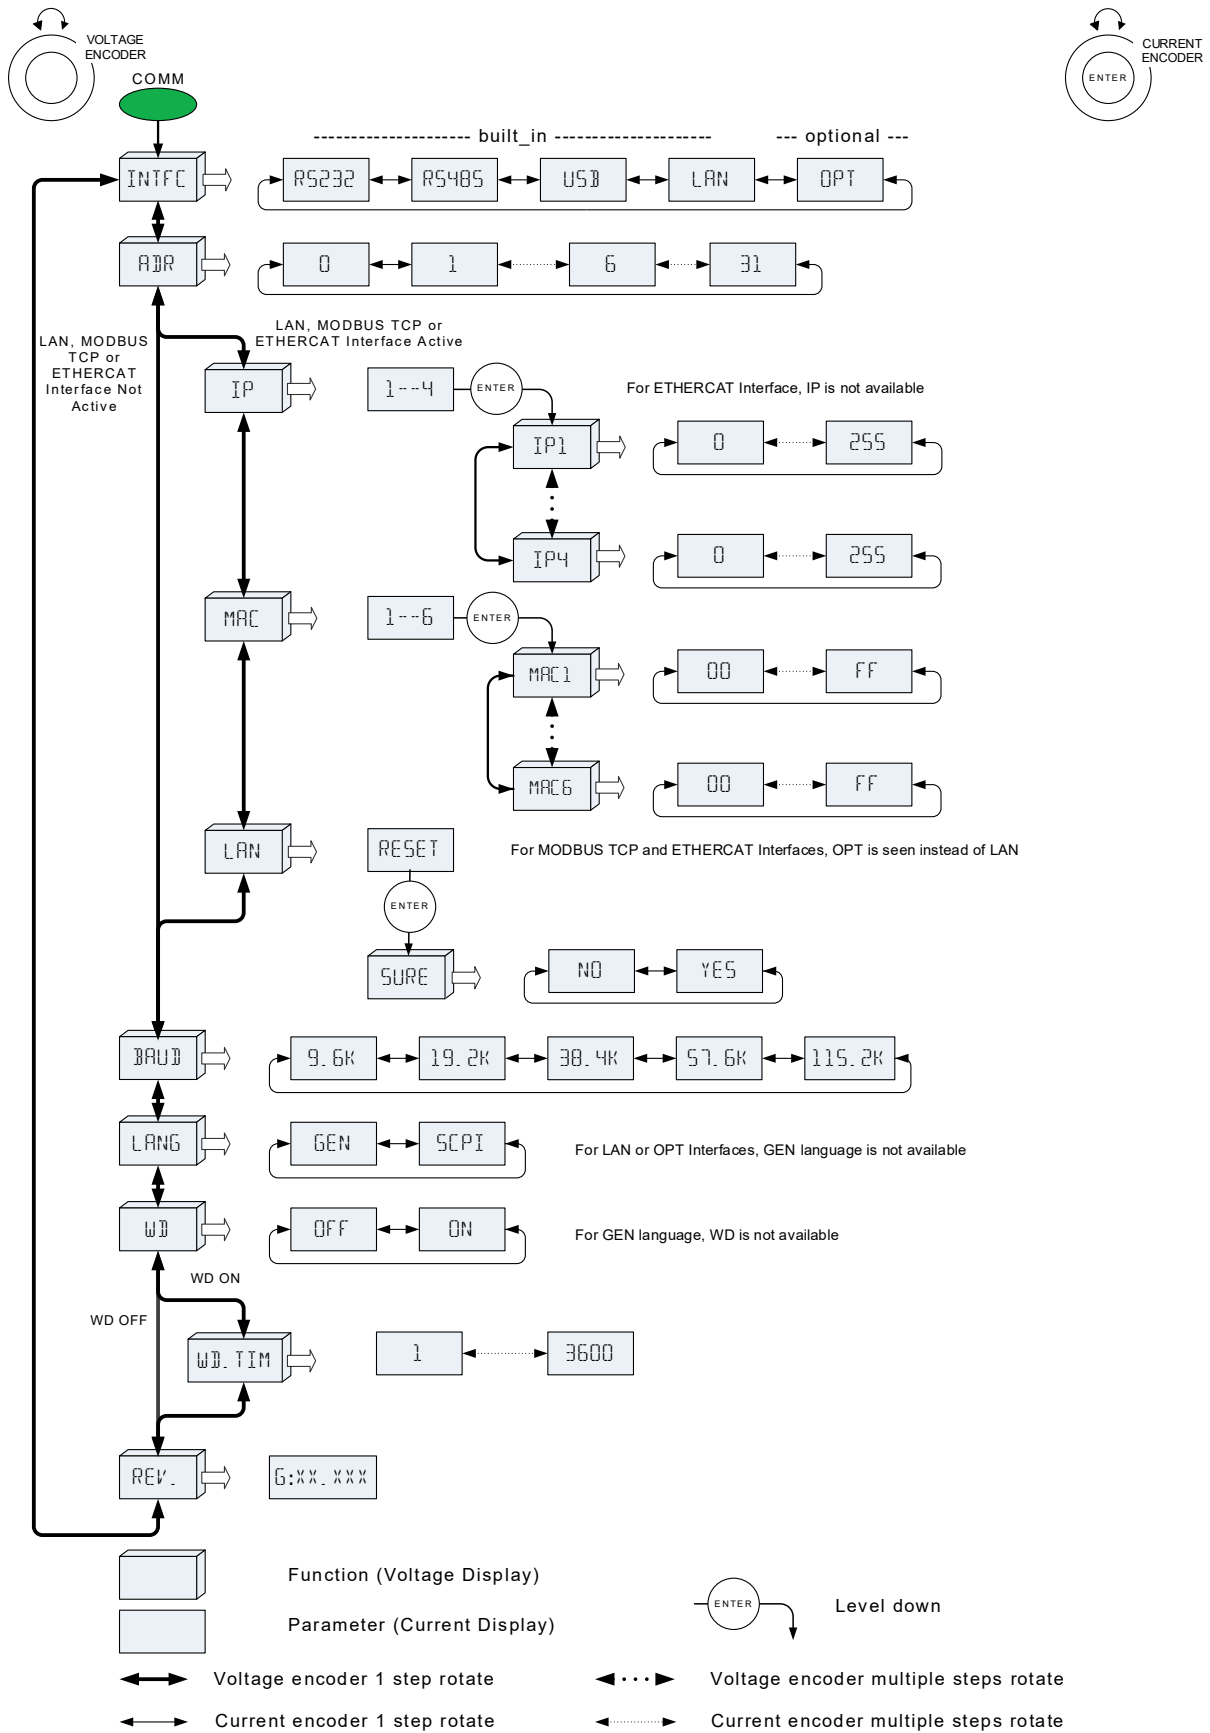 VOLTAGE
ENCODER
CURRENT
ENCODER
ENTER
COMM
------------------- built_in -------------------
--- optional ---
INTFC
RS232
RS485
USB
LAN
OPT
ADR
0
1
6
31
LAN, MODBUS
TCP or
ETHERCAT
Interface Not
Active
LAN, MODBUS TCP or
ETHERCAT Interface Active
IP
1--4
ENTER
For ETHERCAT Interface, IP is not available
IP1
0
255
IP4
0
255
MAC
1--6
ENTER
MAC1
00
FF
MAC6
00
FF
LAN
RESET
For MODBUS TCP and ETHERCAT Interfaces, OPT is seen instead of LAN
ENTER
SURE
NO
YES
BAUD
9.6K
19.2K
38.4K
57.6K
115.2K
LANG
GEN
SCPI
For LAN or OPT Interfaces, GEN language is not available
WD
OFF
ON
For GEN language, WD is not available
WD ON
WD OFF
WD.TIM
1
3600
REV.
G:XX.XXX
Function (Voltage Display)
Parameter (Current Display)
ENTER
Level down
Voltage encoder 1 step rotate
Voltage encoder multiple steps rotate
Current encoder 1 step rotate
Current encoder multiple steps rotate